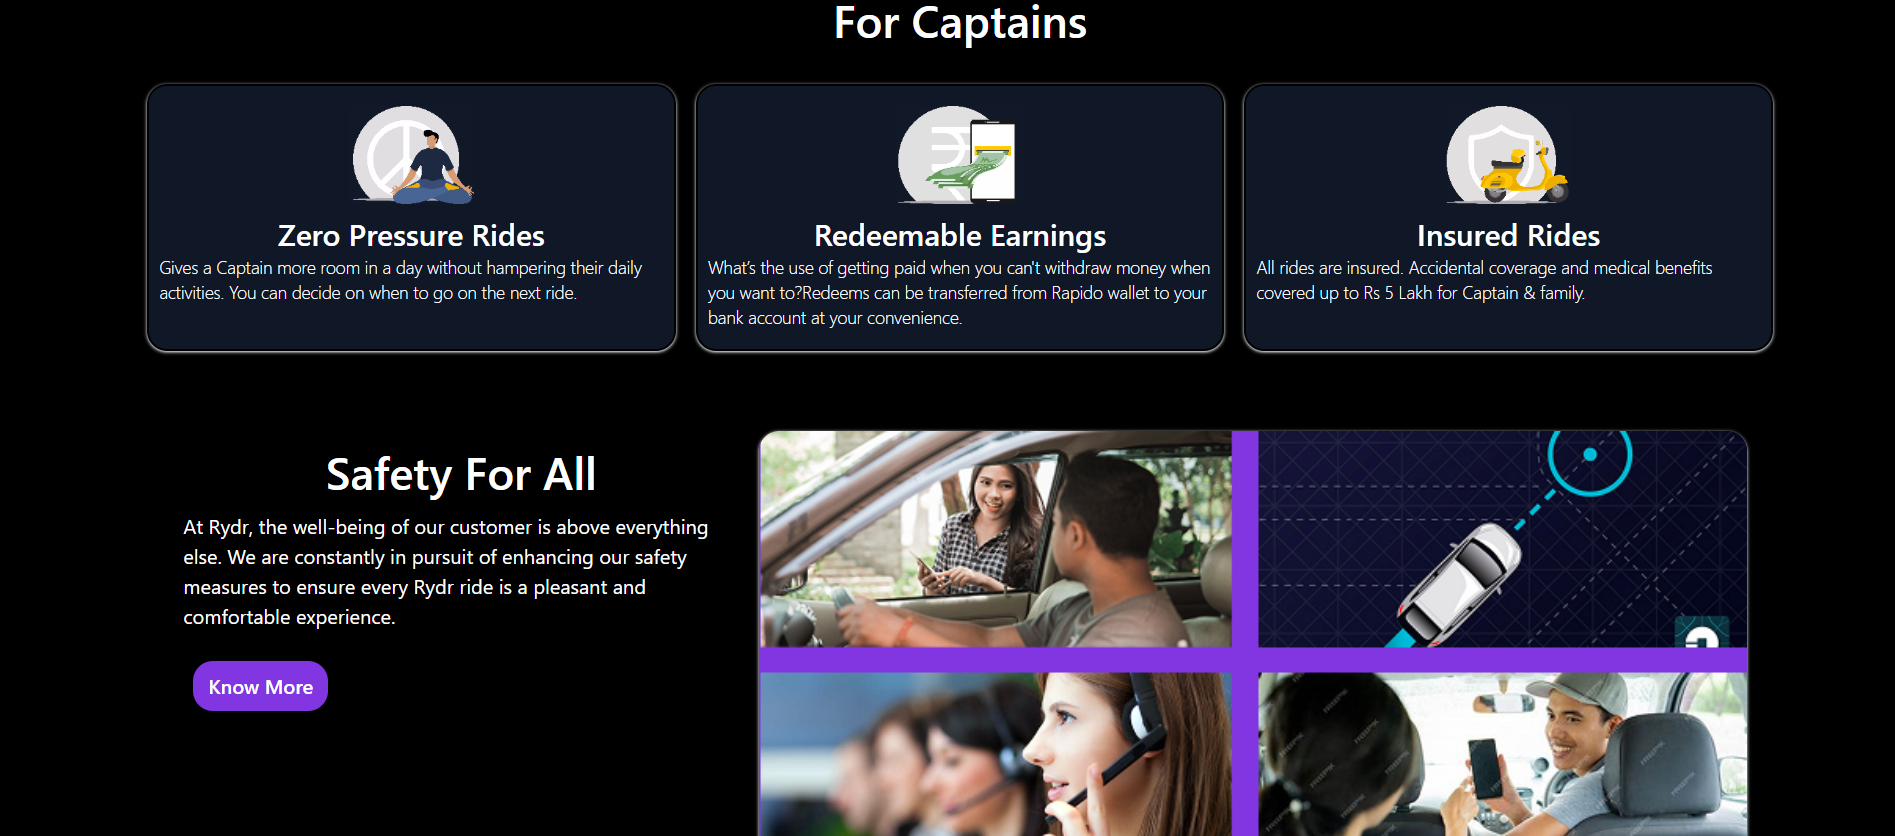 For Captains
Zero Pressure Rides
Gives a Captain more room in a day without hampering their daily
activities. You can decide on when to go on the next ride.
Redeemable Earnings
What's the use of getting paid when you can't withdraw money when
you want to?Redeems can be transferred from Rapido wallet to your
bank account at your convenience.
Insured Rides
All rides are insured. Accidental coverage and medical benefits
covered up to Rs 5 Lakh for Captain & family.
Safety For All
At Rydr, the well-being of our customer is above everything
else. We are constantly in pursuit of enhancing our safety
measures to ensure every Rydr ride is a pleasant and
comfortable experience.
Know More